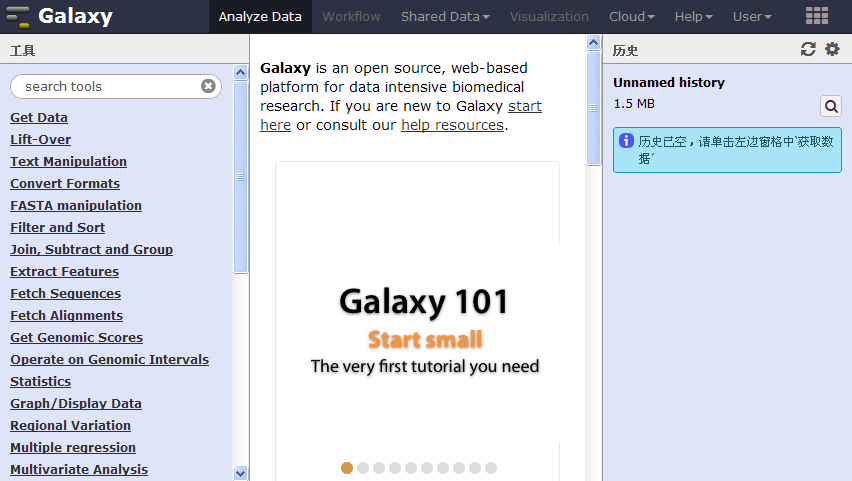 Galaxy
Analyze Data
Workflow
Shared Data
Visualization
Cloud
Help
User
工具
search tools
Get Data
Lift-Over
Text Manipulation
Convert Formats
FASTA manipulation
Filter and Sort
Join, Subtract and Group
Extract Features
Fetch Sequences
Fetch Alignments
Get Genomic Scores
Operate on Genomic Intervals
Statistics
Graph/Display Data
Regional Variation
Multiple regression
Multivariate Analysis
Galaxy is an open source, web-based
platform for data intensive biomedical
research. If you are new to Galaxy start
here or consult our help resources.
Galaxy 101
Start small
The very first tutorial you need
历史
Unnamed history
1.5 MB
历史已空，请单击左边窗格中‘获取数
据’